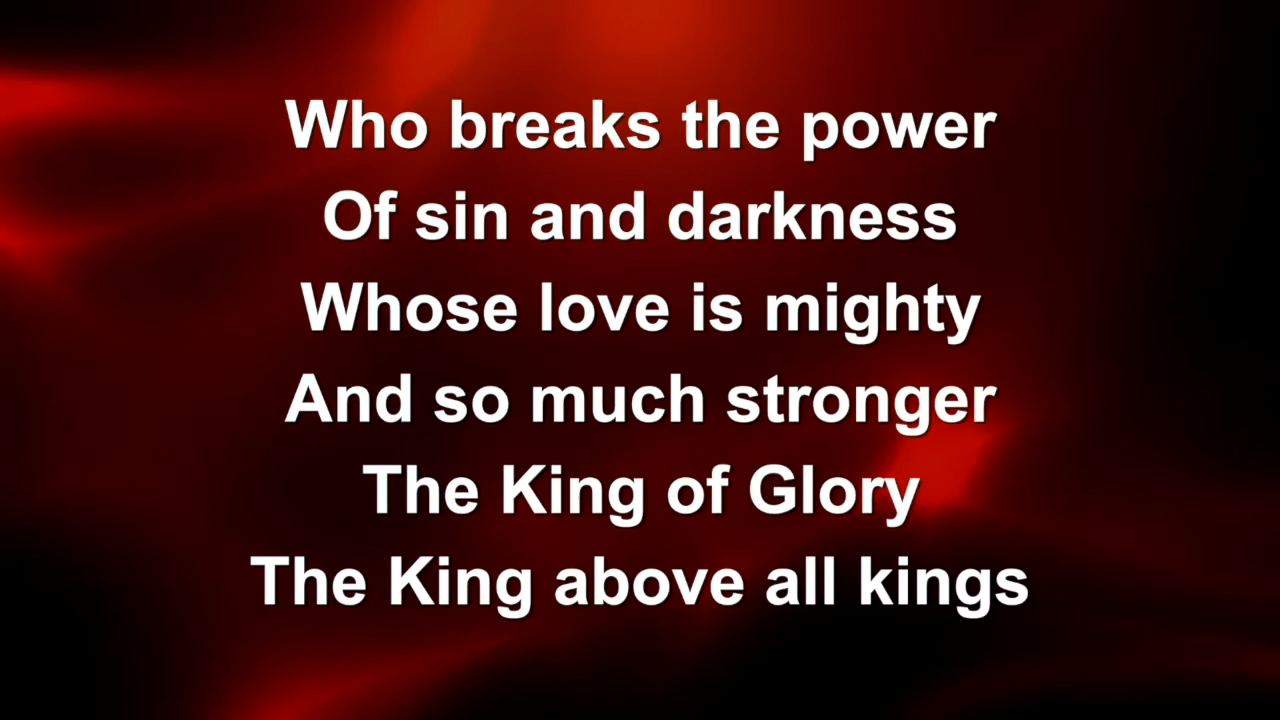 Who breaks the power
Of sin and darkness
Whose love is mighty
And so much stronger
The King of Glory
The King above all kings